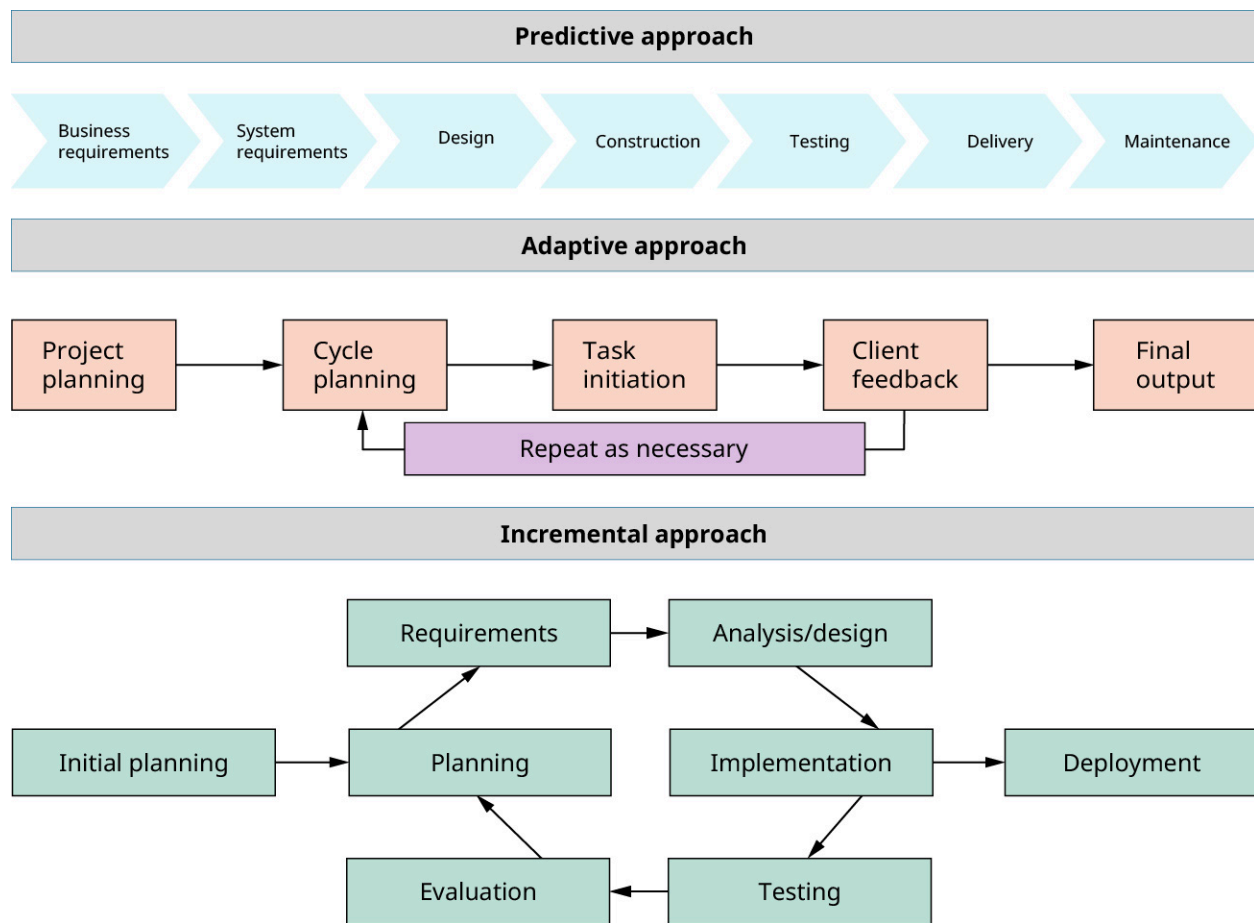 Predictive approach
Business
requirements
System
requirements
Design
Construction
Testing
Delivery
Maintenance
Adaptive approach
Project
planning
Cycle
planning
Task
initiation
Client
feedback
Final
output
Repeat as necessary
Incremental approach
Requirements
Analysis/design
Initial planning
Planning
Implementation
Deployment
Evaluation
Testing